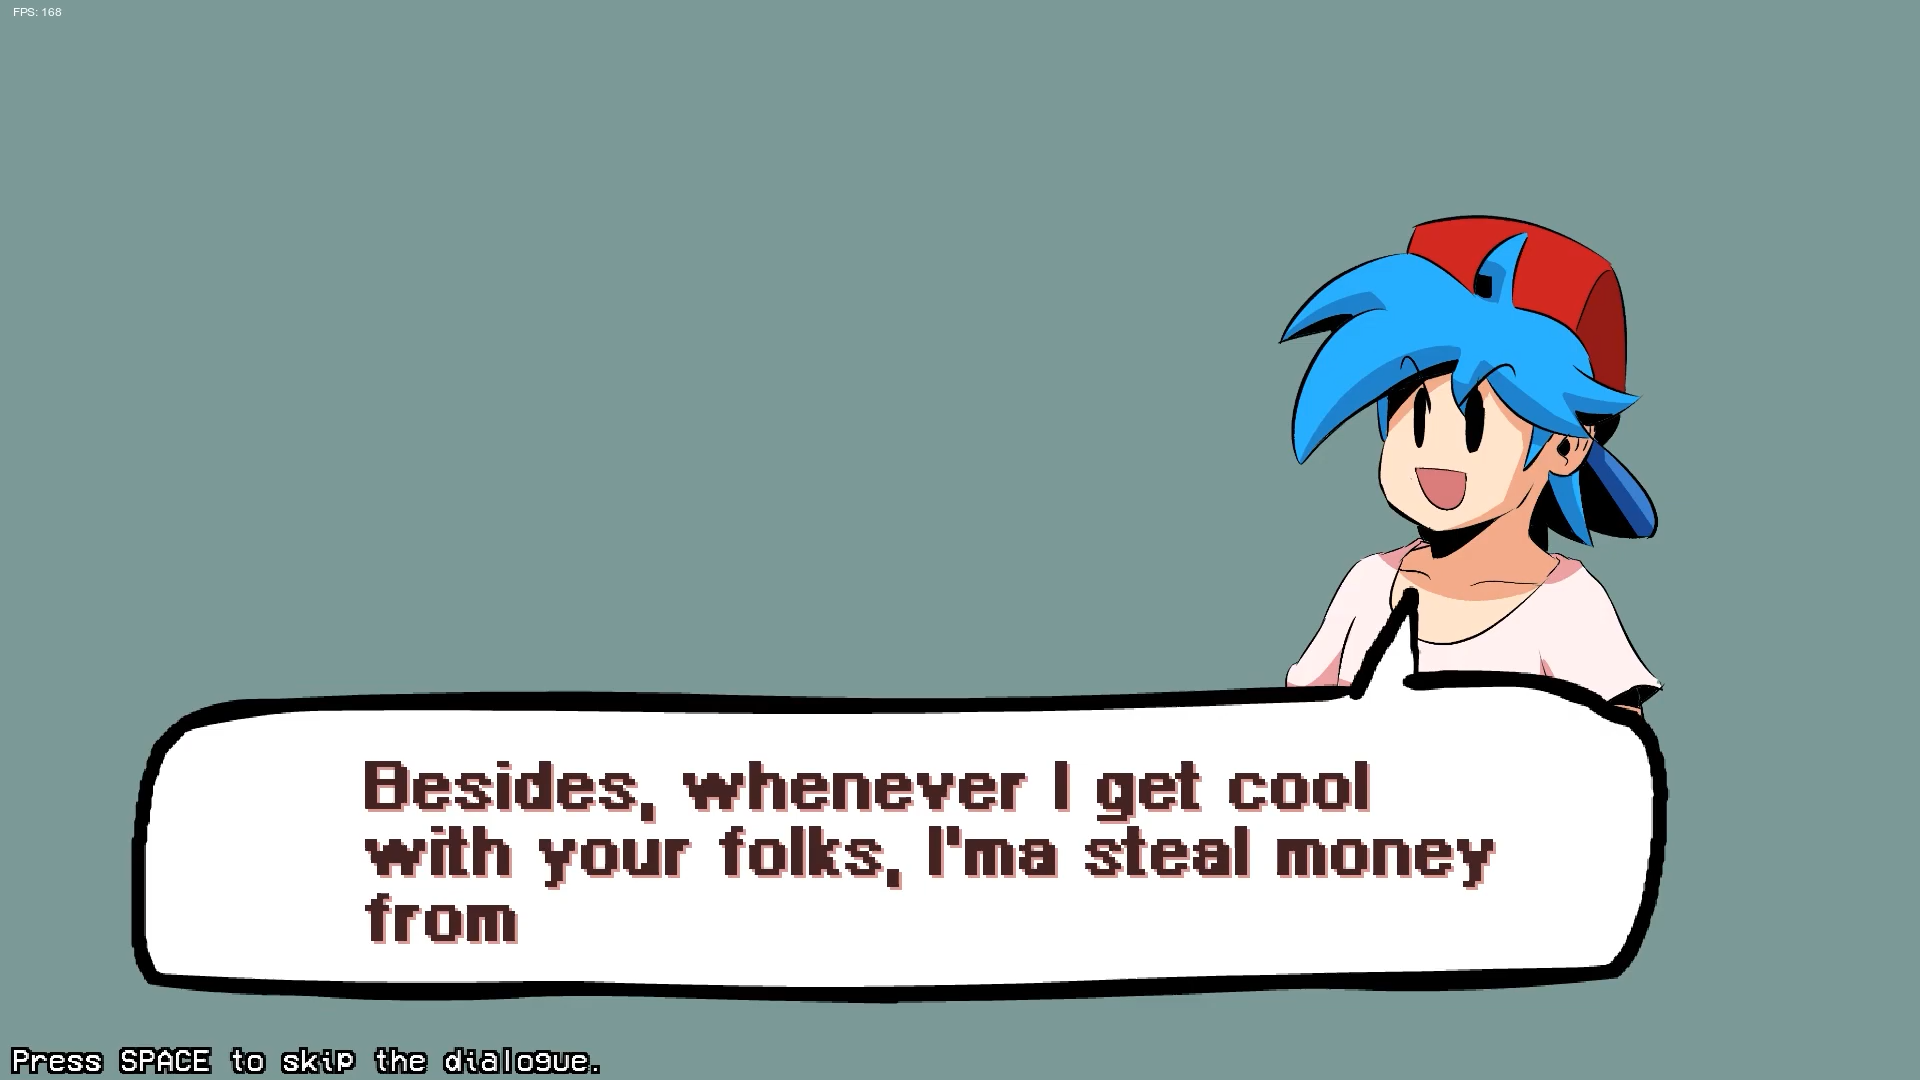 FPS: 168
Besides, whenever I get cool
with your folks, I'ma steal money
from
Press SPACE to skip the dialogue.